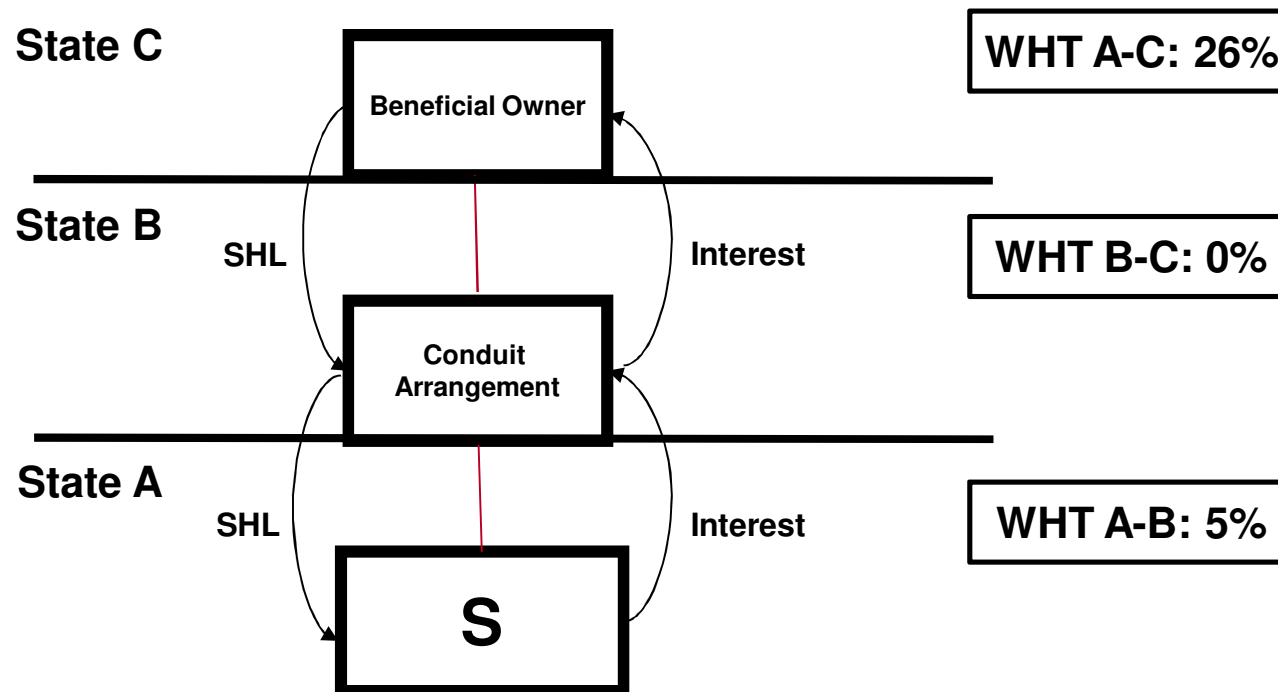 State C
Beneficial Owner
WHT A-C: 26%
State B
SHL
Interest
WHT B-C: 0%
Conduit
Arrangement
State A
SHL
Interest
WHT A-B: 5%
S